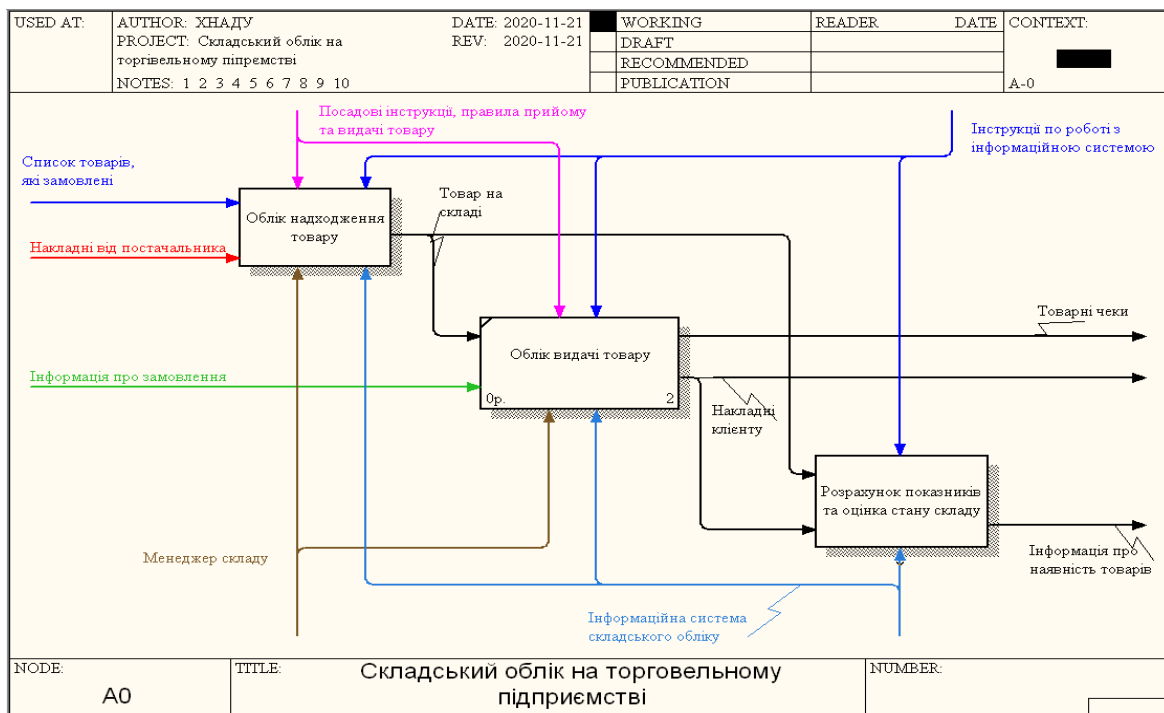 USED AT:
AUTHOR: ХНАДУ
DATE: 2020-11-21
PROJECT: Складський облік на
торгівельному піпремстві
REV: 2020-11-21
NOTES: 1 2 3 4 5 6 7 8 9 10
WORKING
DRAFT
RECOMMENDED
PUBLICATION
READER
DATE
CONTEXT:
A-0
Посадові інструкції, правила прийому
та видачі товару
Інструкції по роботі з
інформаційною системою
Список товарів,
які замовлені
Накладні від постачальника
Облік надходження
товару
Товар на
складі
Товарні чеки
Облік видачі товару
0р.
2
Інформація про замовлення
Накладні
клієнту
Розрахунок показників
та оцінка стану складу
Менеджер складу
Інформація про
наявність товарів
Інформаційна система
складського обліку
NODE:
A0
TITLE:
Складський облік на торговельному
підприємстві
NUMBER: